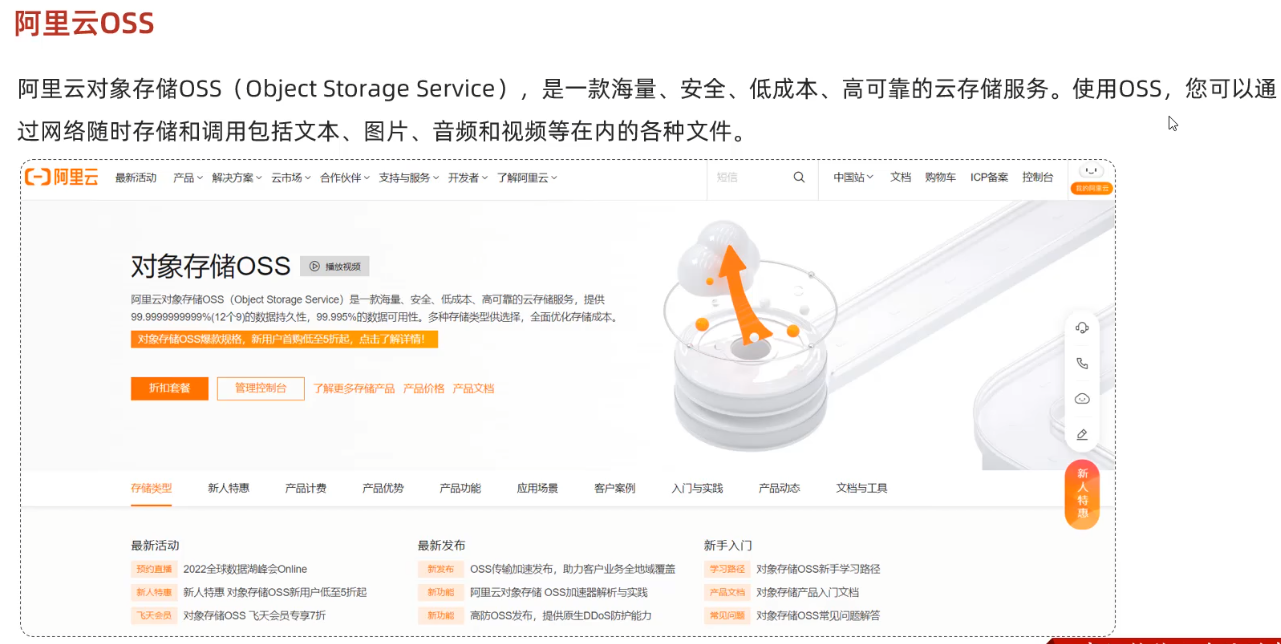 阿里云OSS
阿里云对象存储OSS（Object Storage Service），是一款海量、安全、低成本、高可靠的云存储服务。使用OSS，您可以通
过网络随时存储和调用包括文本、图片、音频和视频等在内的各种文件。
阿里云 最新活动 产品 解决方案 云市场 合作伙伴 支持与服务 开发者 了解阿里云 短信 中国站 文档 购物车 ICP备案 控制台
我的阿里云
对象存储OSS 播放视频
阿里云对象存储OSS（Object Storage Service）是一款海量、安全、低成本、高可靠的云存储服务，提供
99.9999999999%(12个9)的数据持久性，99.995%的数据可用性。多种存储类型供选择，全面优化存储成本。
对象存储OSS爆款规格，新用户首购低至5折起，点击了解详情！
折扣套餐 管理控制台 了解更多存储产品 产品价格 产品文档
新人特惠
存储类型 新人特惠 产品计费 产品优势 产品功能 应用场景 客户案例 入门与实践 产品动态 文档与工具
最新活动 最新发布 新手入门
预约直播 2022全球数据湖峰会Online 新发布 OSS传输加速发布，助力客户业务全地域覆盖 学习路径 对象存储OSS新手学习路径
新人特惠 新人特惠 对象存储OSS新用户低至5折起 新功能 阿里云对象存储 OSS加速器解析与实践 产品文档 对象存储产品入门文档
飞天会员 对象存储OSS 飞天会员专享7折 新功能 高防OSS发布，提供原生DDoS防护能力 常见问题 对象存储OSS常见问题解答